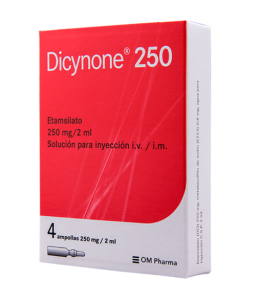 Dicynone® 250
Etamsilato
250 mg/2 ml
Solución para inyección i.v. / i.m.
4 ampollas 250 mg / 2 ml
OM Pharma